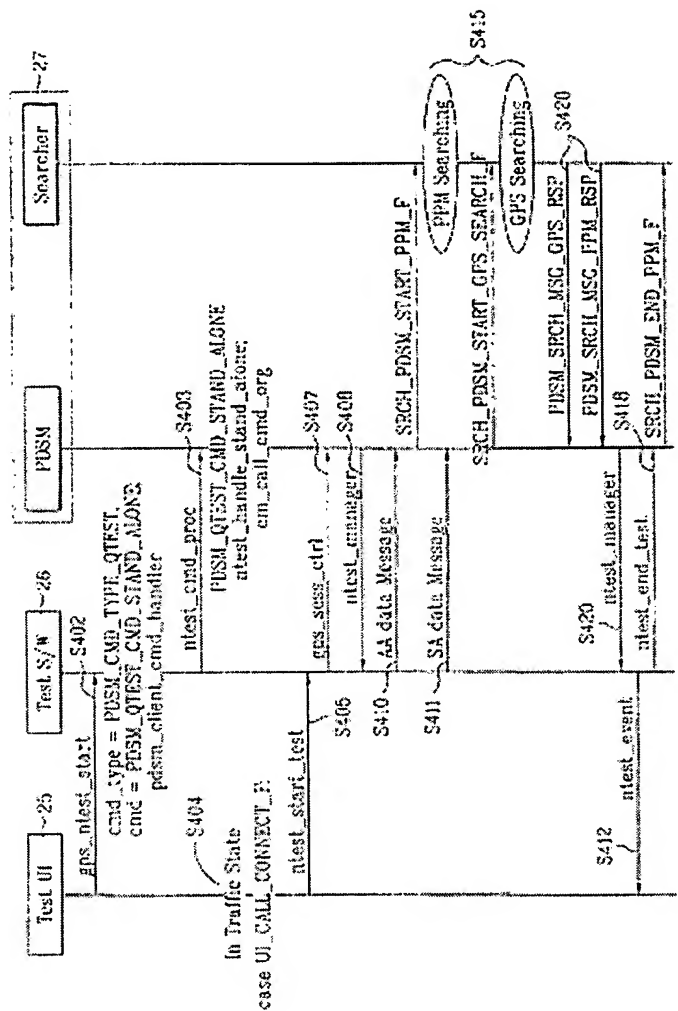 Test UI
25
Test S/W
26
PDSM
Searcher
27
gps_ntest_start
S402
cmd_type = PDSM_CMD_TYPE_QTEST,
cmd = PDSM_QTEST_CMD_STAND_ALONE,
pdsm_client_cmd_handler
ntest_cmd_proc
S403
PDSM_QTEST_CMD_STAND_ALONE
ntest_handle_stand_alone;
cm_call_cmd_org
S404
In Traffic State
case UI_CALL_CONNECT_F:
ntest_start_test
S406
gps_sess_ctrl
S407
ntest_manager
S408
AA data Message
S410
SA data Message
S411
SRCH_PDSM_START_PPM_F
PPM Searching
S415
SRCH_PDSM_START_GPS_SEARCH_F
GPS Searching
PDSM_SRCH_MSG_GPS_RSP
S420
PDSM_SRCH_MSG_PPM_RSP
ntest_manager
S420
S418
ntest_event
S412
ntest_end_test
SRCH_PDSM_END_PPM_F